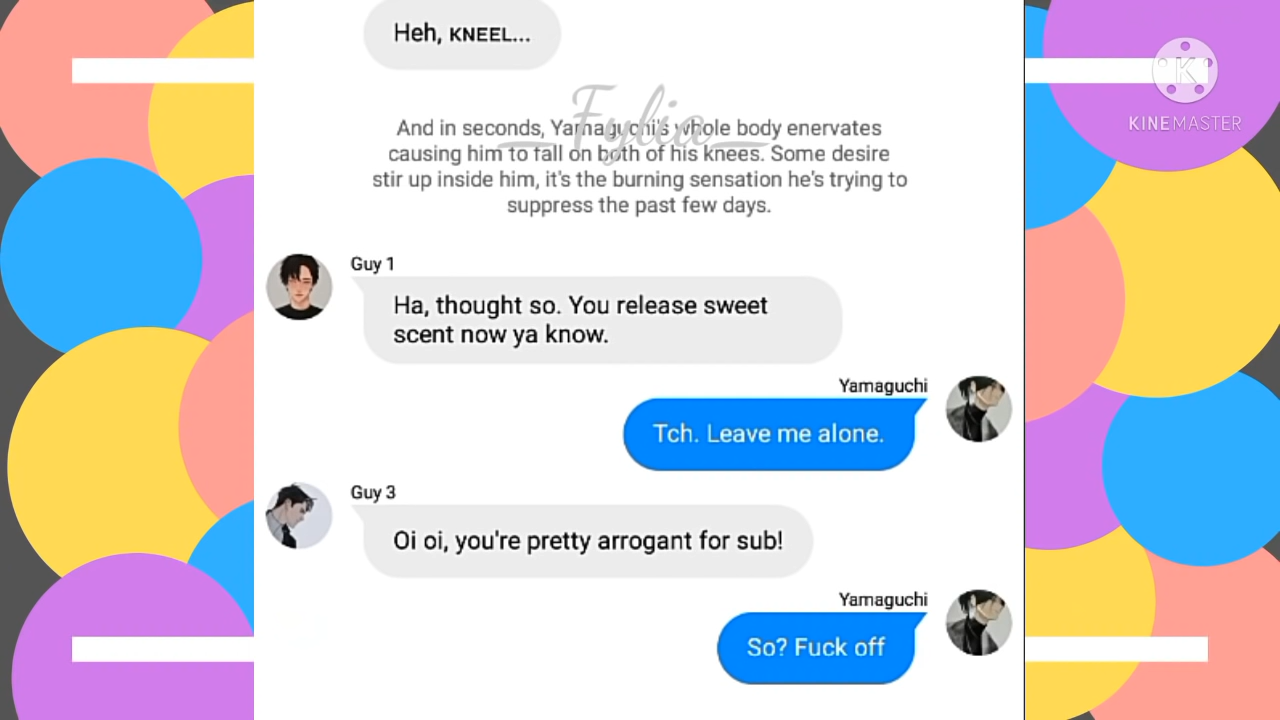 Heh, ᴋɴᴇᴇʟ...
Fylia
And in seconds, Yamaguchi's whole body enervates
causing him to fall on both of his knees. Some desire
stir up inside him, it's the burning sensation he's trying to
suppress the past few days.
Guy 1
Ha, thought so. You release sweet
scent now ya know.
Yamaguchi
Tch. Leave me alone.
Guy 3
Oi oi, you're pretty arrogant for sub!
Yamaguchi
So? Fuck off
K
KINEMASTER